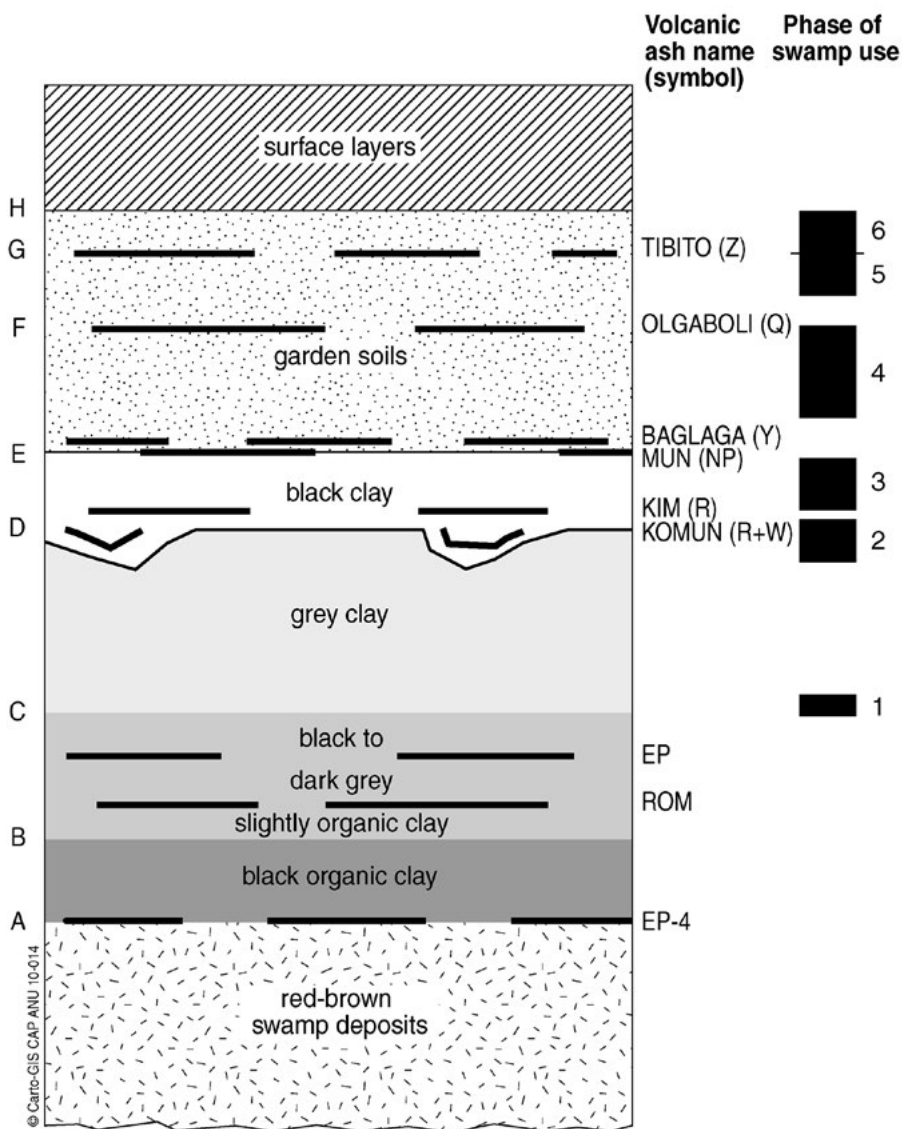 Volcanic
ash name
(symbol)
Phase of
swamp use
surface layers
H
6
G
TIBITO (Z)
5
F
OLGABOLI (Q)
garden soils
4
BAGLAGA (Y)
E
MUN (NP)
3
black clay
KIM (R)
D
KOMUN (R+W)
2
grey clay
C
1
black to
EP
dark grey
ROM
slightly organic clay
B
black organic clay
A
EP-4
red-brown
swamp deposits
© Carto-GIS CAP ANU 10-014